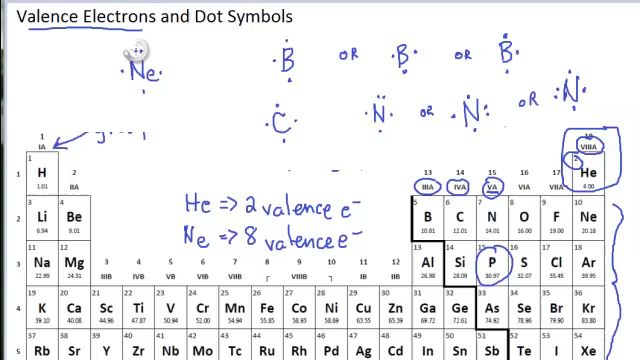 Valence Electrons and Dot Symbols
Ne
B OR B OR B
C N OR N OR N
He => 2 valence e-
Ne => 8 valence e-
1 18
IA 2 13 14 15 16 17 VIIIA
IIA IIIA IVA VA VIA VIIA
1 H 1.01 2 He 4.00
2 3 Li 6.94 4 Be 9.01 5 B 10.81 6 C 12.01 7 N 14.01 8 O 16.00 9 F 19.00 10 Ne 20.18
3 4 5 6 7 8 9 10 11 12
IIIB IVB VB VIB VIIB VIIIB IB IIB
3 11 Na 22.99 12 Mg 24.31 13 Al 26.98 14 Si 28.09 15 P 30.97 16 S 32.07 17 Cl 35.45 18 Ar 39.95
4 19 K 39.10 20 Ca 40.08 21 Sc 44.96 22 Ti 47.87 23 V 50.94 24 Cr 52.00 25 Mn 54.94 26 Fe 55.85 27 Co 58.93 28 Ni 58.69 29 Cu 63.55 30 Zn 65.39 31 Ga 69.72 32 Ge 72.61 33 As 74.92 34 Se 78.96 35 Br 79.90 36 Kr 83.80
5 37 Rb 38 Sr 39 Y 40 Zr 41 Nb 42 Mo 43 Tc 44 Ru 45 Rh 46 Pd 47 Ag 48 Cd 49 In 50 Sn 51 Sb 52 Te 53 I 54 Xe